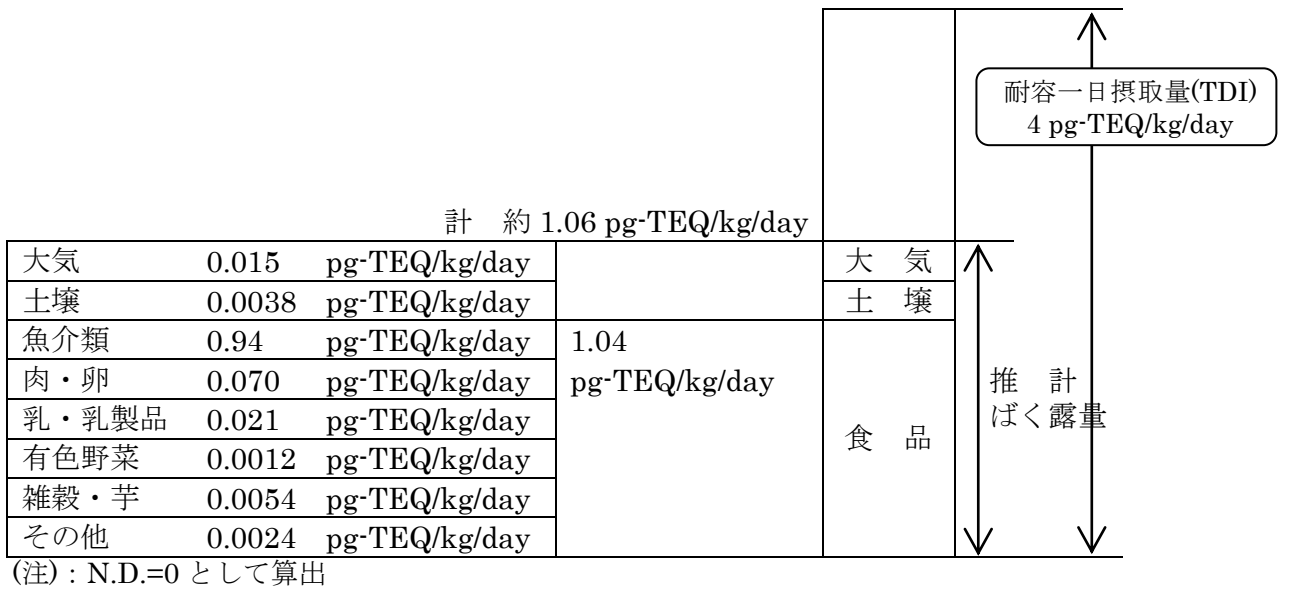 耐容一日摂取量(TDI)
4 pg-TEQ/kg/day
計 約 1.06 pg-TEQ/kg/day
大気 0.015 pg-TEQ/kg/day 大 気
土壌 0.0038 pg-TEQ/kg/day 土 壌
魚介類 0.94 pg-TEQ/kg/day 1.04
肉・卵 0.070 pg-TEQ/kg/day pg-TEQ/kg/day
推 計
ばく露量
乳・乳製品 0.021 pg-TEQ/kg/day
食 品
有色野菜 0.0012 pg-TEQ/kg/day
雑穀・芋 0.0054 pg-TEQ/kg/day
その他 0.0024 pg-TEQ/kg/day
(注) : N.D.=0 として算出